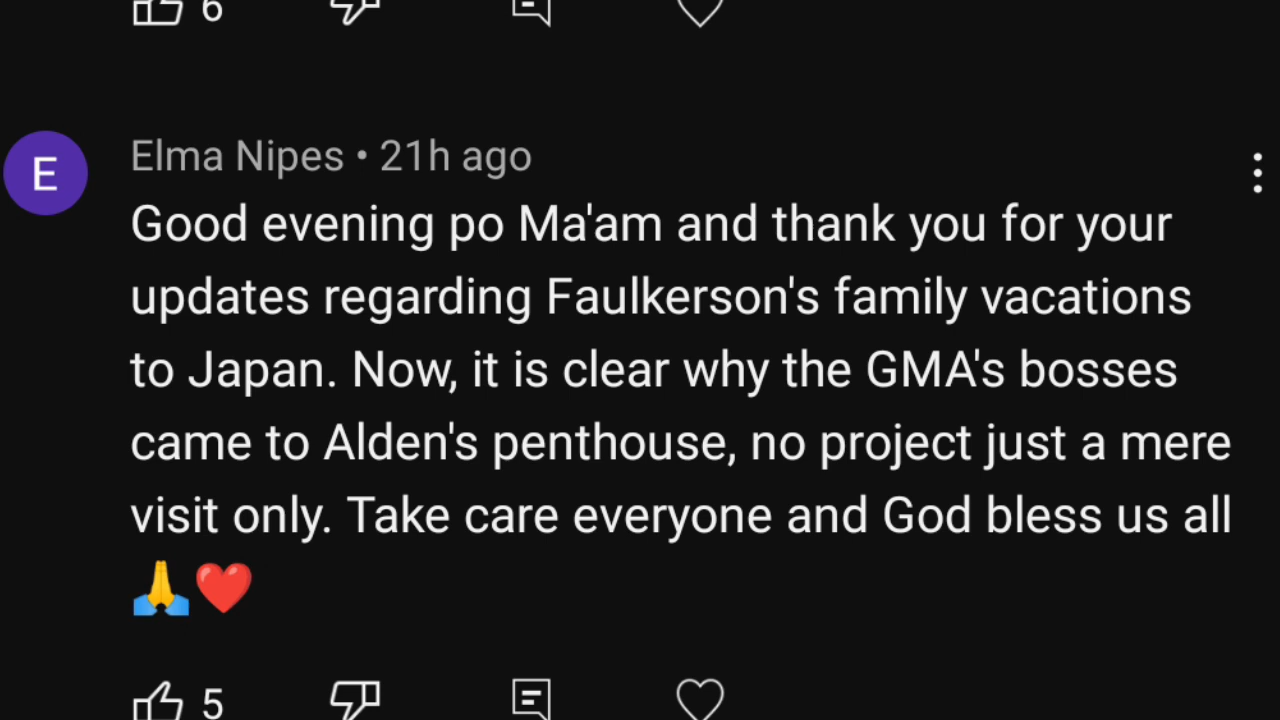 6
E
Elma Nipes • 21h ago
Good evening po Ma'am and thank you for your
updates regarding Faulkerson's family vacations
to Japan. Now, it is clear why the GMA's bosses
came to Alden's penthouse, no project just a mere
visit only. Take care everyone and God bless us all
🙏❤️
5